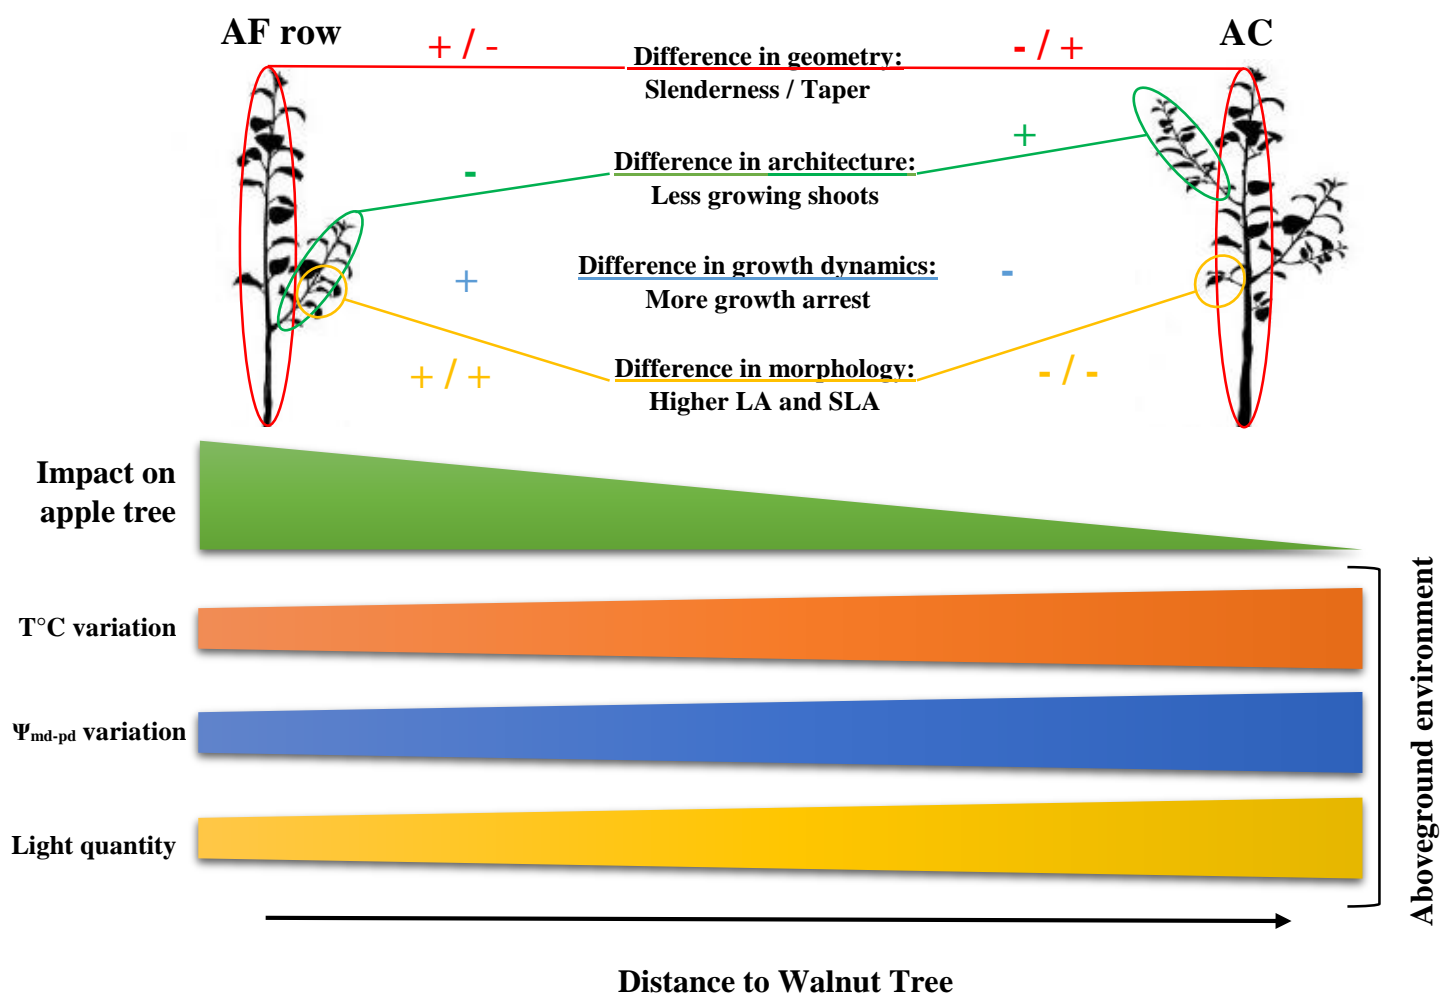 AF row
+ / -
Difference in geometry:
- / +
AC
Slenderness / Taper
+
-
Difference in architecture:
Less growing shoots
+
Difference in growth dynamics:
-
More growth arrest
+ / +
Difference in morphology:
- / -
Higher LA and SLA
Impact on
apple tree
T°C variation
Ψmd-pd variation
Light quantity
Aboveground environment
Distance to Walnut Tree